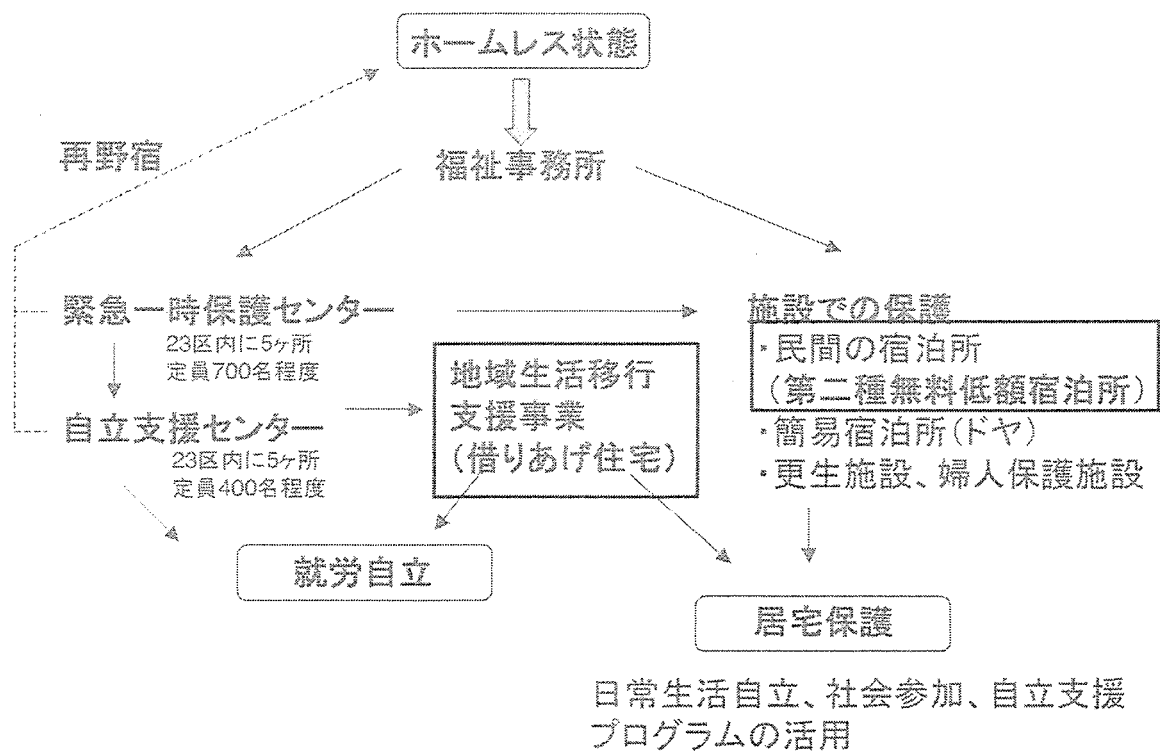 ホームレス状態
再野宿
福祉事務所
緊急一時保護センター
23区内に5ヶ所
定員700名程度
自立支援センター
23区内に5ヶ所
定員400名程度
地域生活移行
支援事業
(借りあげ住宅)
施設での保護
・民間の宿泊所
(第二種無料低額宿泊所)
・簡易宿泊所(ドヤ)
・更生施設、婦人保護施設
就労自立
居宅保護
日常生活自立、社会参加、自立支援
プログラムの活用